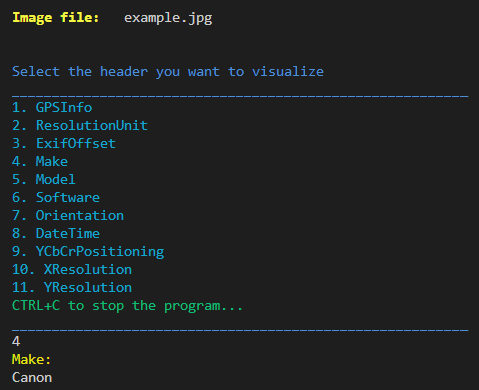 Image file:   example.jpg
Select the header you want to visualize
_________________________________________________________
1. GPSInfo
2. ResolutionUnit
3. ExifOffset
4. Make
5. Model
6. Software
7. Orientation
8. DateTime
9. YCbCrPositioning
10. XResolution
11. YResolution
CTRL+C to stop the program...
_________________________________________________________
4
Make:
Canon